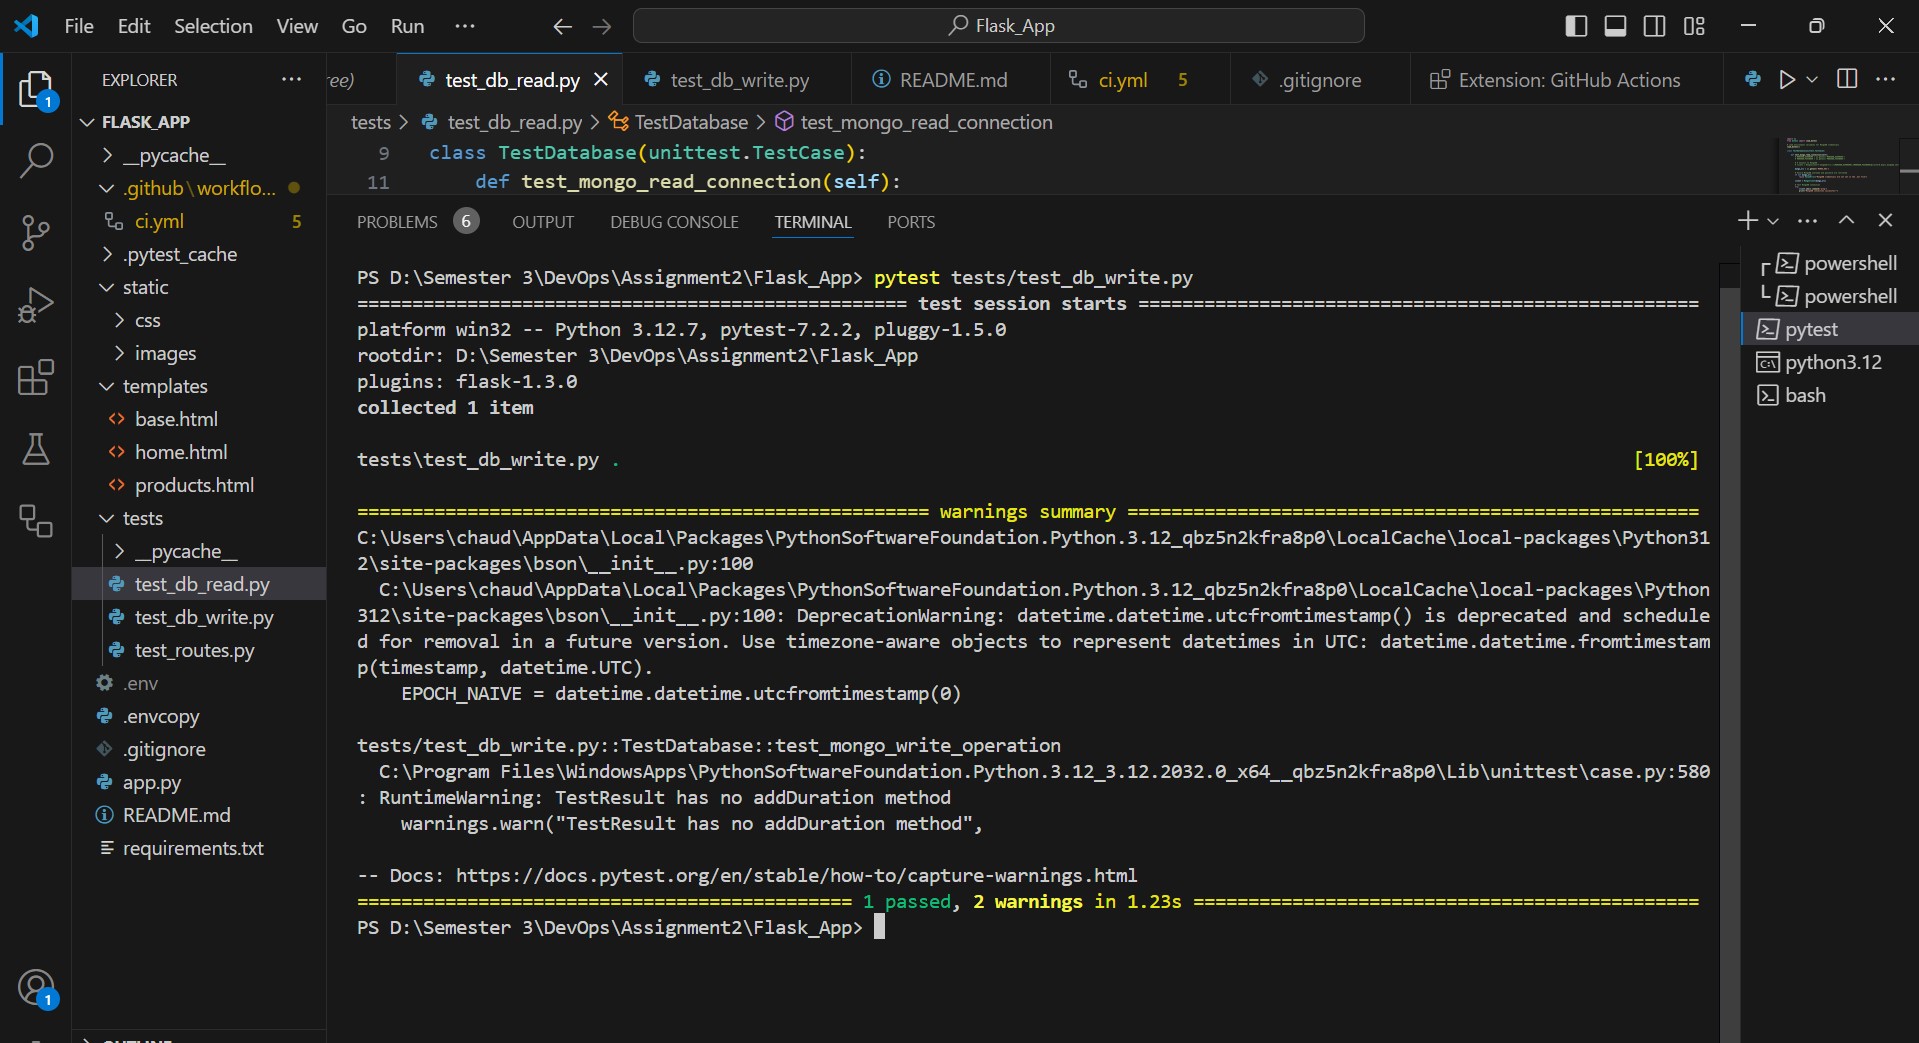 File Edit Selection View Go Run ··· Flask_App
EXPLORER ···
1
FLASK_APP
__pycache__
.github\workflo...
ci.yml 5
.pytest_cache
static
css
images
templates
base.html
home.html
products.html
tests
__pycache__
test_db_read.py
test_db_write.py
test_routes.py
.env
.envcopy
.gitignore
app.py
README.md
requirements.txt
1
ree) test_db_read.py test_db_write.py README.md ci.yml 5 .gitignore Extension: GitHub Actions
tests > test_db_read.py > TestDatabase > test_mongo_read_connection
9 class TestDatabase(unittest.TestCase):
11 def test_mongo_read_connection(self):
PROBLEMS 6 OUTPUT DEBUG CONSOLE TERMINAL PORTS
PS D:\Semester 3\DevOps\Assignment2\Flask_App> pytest tests/test_db_write.py
================================================== test session starts ===================================================
platform win32 -- Python 3.12.7, pytest-7.2.2, pluggy-1.5.0
rootdir: D:\Semester 3\DevOps\Assignment2\Flask_App
plugins: flask-1.3.0
collected 1 item
tests\test_db_write.py . [100%]
==================================================== warnings summary ====================================================
C:\Users\chaud\AppData\Local\Packages\PythonSoftwareFoundation.Python.3.12_qbz5n2kfra8p0\LocalCache\local-packages\Python31
2\site-packages\bson\__init__.py:100
C:\Users\chaud\AppData\Local\Packages\PythonSoftwareFoundation.Python.3.12_qbz5n2kfra8p0\LocalCache\local-packages\Python
312\site-packages\bson\__init__.py:100: DeprecationWarning: datetime.datetime.utcfromtimestamp() is deprecated and schedule
d for removal in a future version. Use timezone-aware objects to represent datetimes in UTC: datetime.datetime.fromtimestam
p(timestamp, datetime.UTC).
EPOCH_NAIVE = datetime.datetime.utcfromtimestamp(0)
tests/test_db_write.py::TestDatabase::test_mongo_write_operation
C:\Program Files\WindowsApps\PythonSoftwareFoundation.Python.3.12_3.12.2032.0_x64__qbz5n2kfra8p0\Lib\unittest\case.py:580
: RuntimeWarning: TestResult has no addDuration method
warnings.warn("TestResult has no addDuration method",
-- Docs: https://docs.pytest.org/en/stable/how-to/capture-warnings.html
============================================= 1 passed, 2 warnings in 1.23s ==============================================
PS D:\Semester 3\DevOps\Assignment2\Flask_App>
powershell
powershell
pytest
python3.12
bash